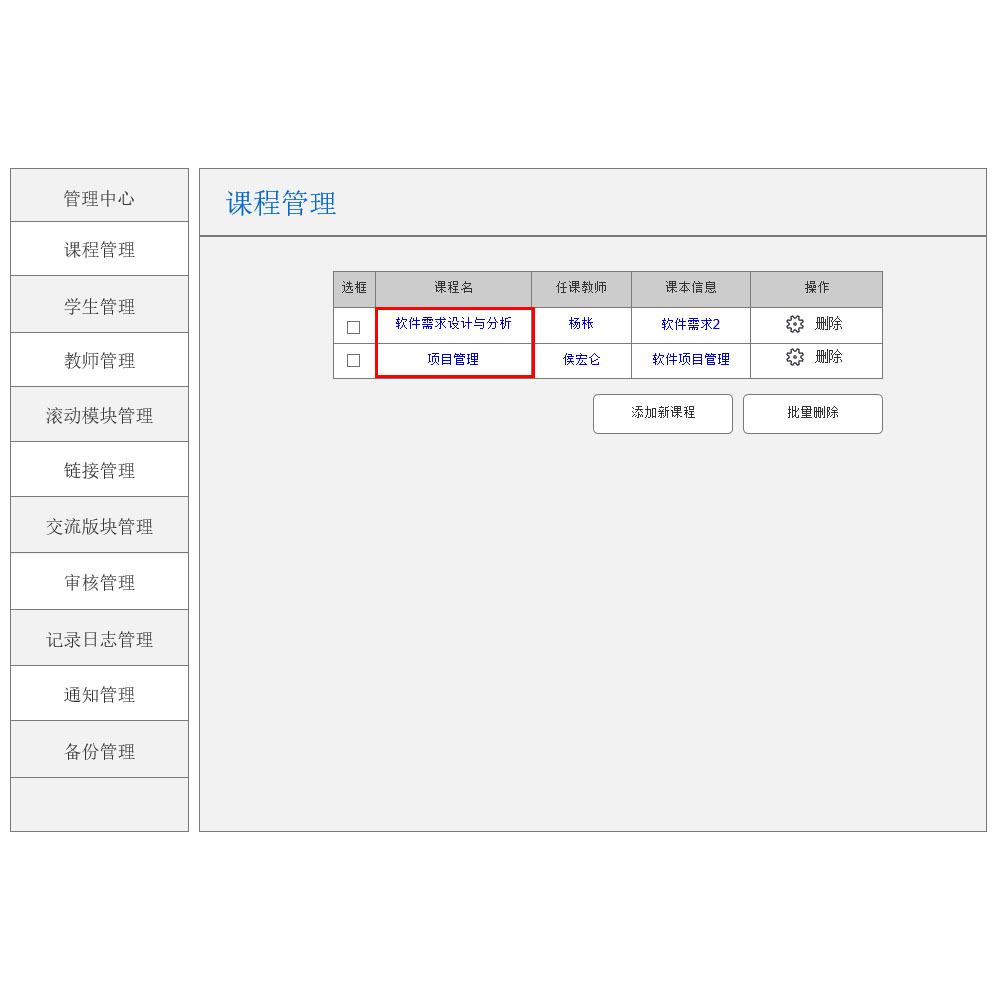 管理中心
课程管理
学生管理
教师管理
滚动模块管理
链接管理
交流版块管理
审核管理
记录日志管理
通知管理
备份管理
课程管理
选框 课程名 任课教师 课本信息 操作
软件需求设计与分析 杨枨 软件需求2 删除
项目管理 侯宏仑 软件项目管理 删除
添加新课程 批量删除